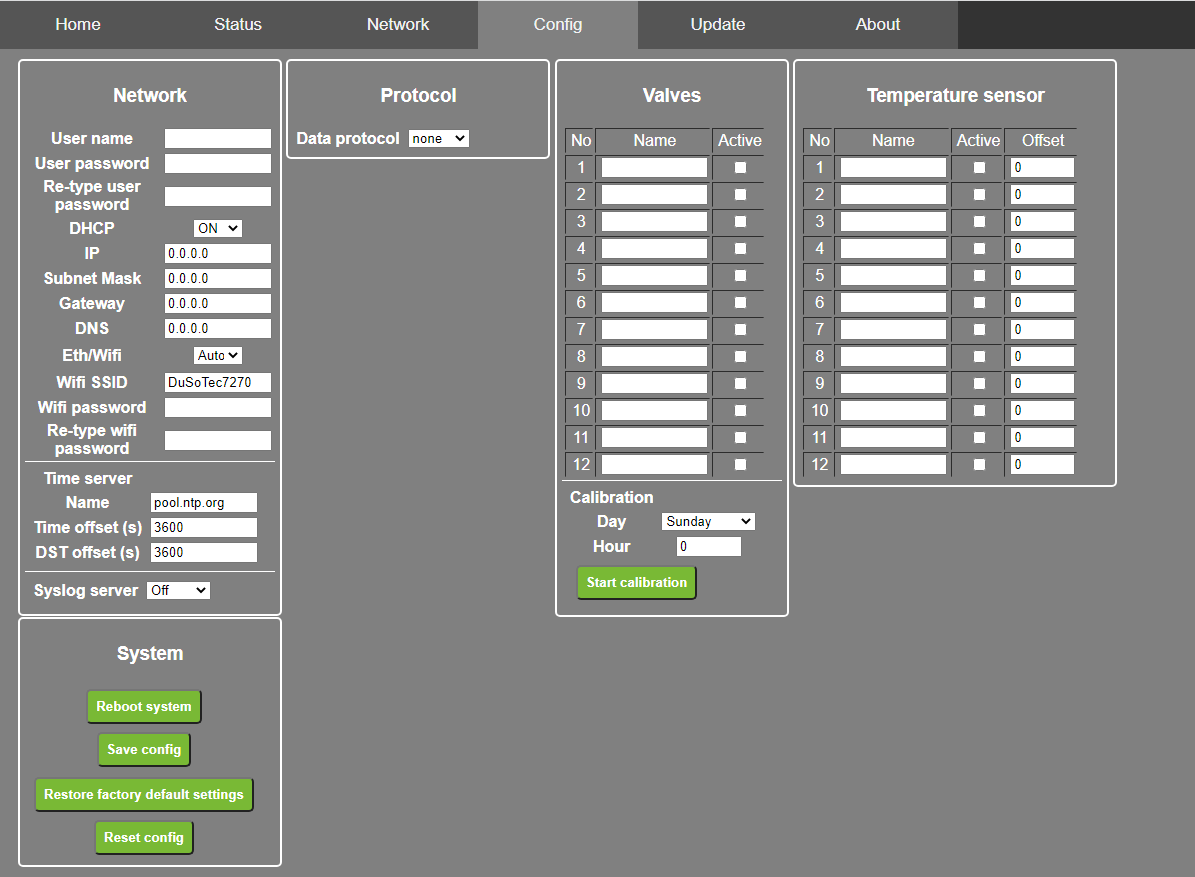 Home Status Network Config Update About
Network
User name
User password
Re-type user
password
DHCP ON
IP 0.0.0.0
Subnet Mask 0.0.0.0
Gateway 0.0.0.0
DNS 0.0.0.0
Eth/Wifi Auto
Wifi SSID DuSoTec7270
Wifi password
Re-type wifi
password
Time server
Name pool.ntp.org
Time offset (s) 3600
DST offset (s) 3600
Syslog server Off
System
Reboot system
Save config
Restore factory default settings
Reset config
Protocol
Data protocol none
Valves
No Name Active
1
2
3
4
5
6
7
8
9
10
11
12
Calibration
Day Sunday
Hour 0
Start calibration
Temperature sensor
No Name Active Offset
1 0
2 0
3 0
4 0
5 0
6 0
7 0
8 0
9 0
10 0
11 0
12 0